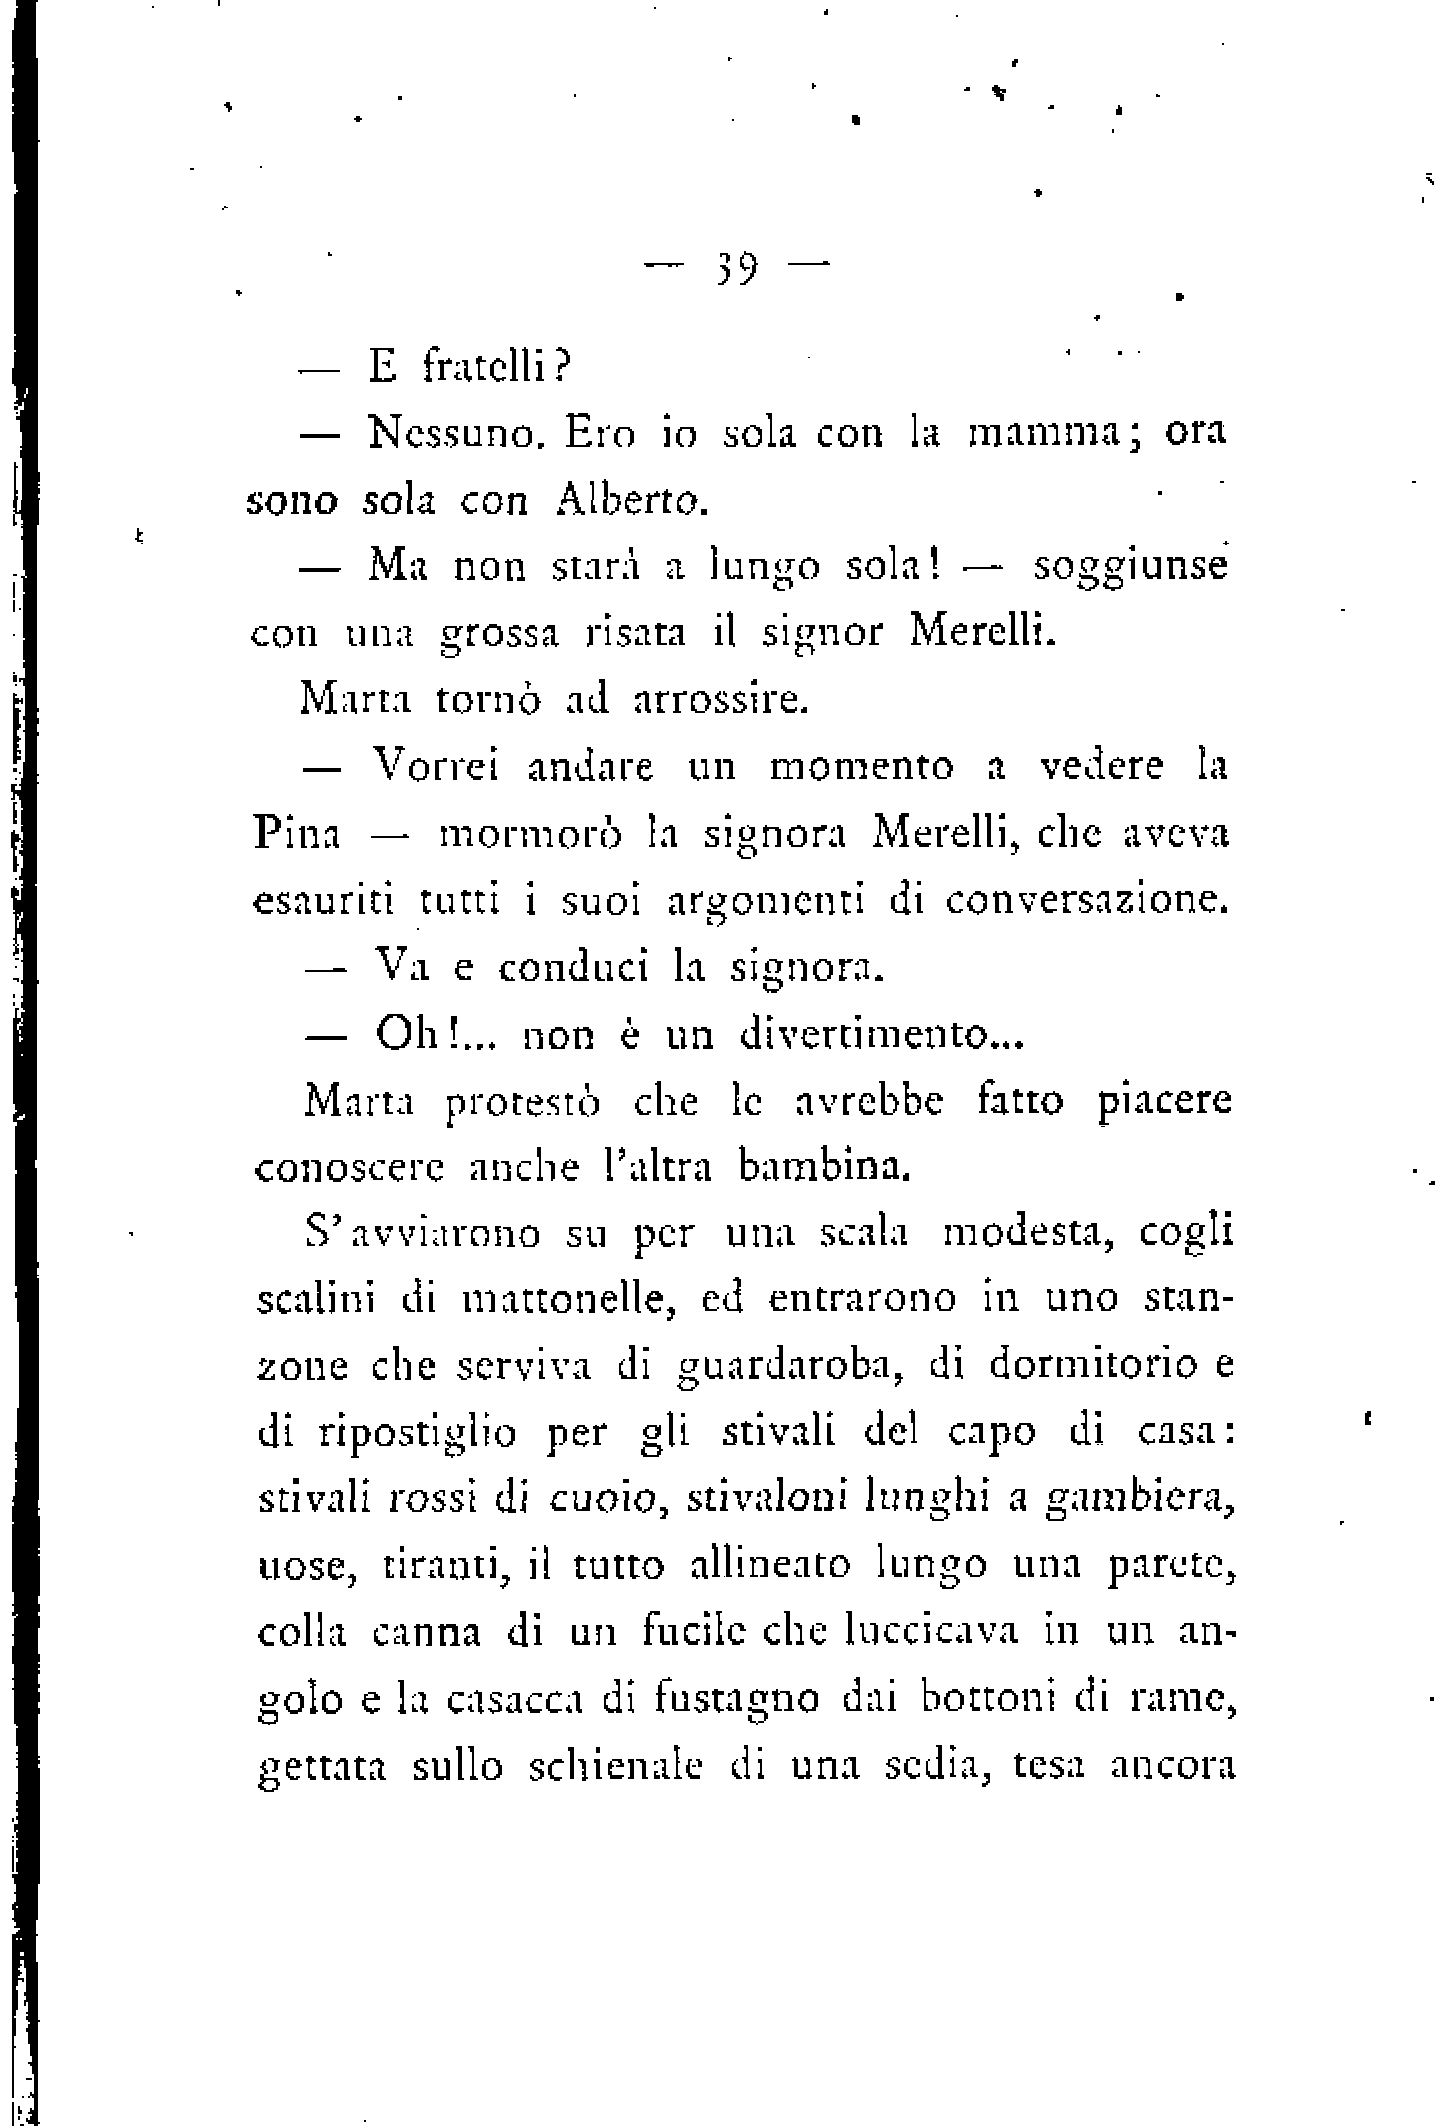 — 39 —
— E fratelli?
— Nessuno. Ero io sola con la mamma; ora
sono sola con Alberto.
— Ma non starà a lungo sola! — soggiunse
con una grossa risata il signor Merelli.
Marta tornò ad arrossire.
— Vorrei andare un momento a vedere la
Pina — mormorò la signora Merelli, che aveva
esauriti tutti i suoi argomenti di conversazione.
— Va e conduci la signora.
— Oh!... non è un divertimento...
Marta protestò che le avrebbe fatto piacere
conoscere anche l'altra bambina.
S'avviarono su per una scala modesta, cogli
scalini di mattonelle, ed entrarono in uno stan-
zone che serviva di guardaroba, di dormitorio e
di ripostiglio per gli stivali del capo di casa:
stivali rossi di cuoio, stivaloni lunghi a gambiera,
uose, tiranti, il tutto allineato lungo una parete,
colla canna di un fucile che luccicava in un an-
golo e la casacca di fustagno dai bottoni di rame,
gettata sullo schienale di una sedia, tesa ancora